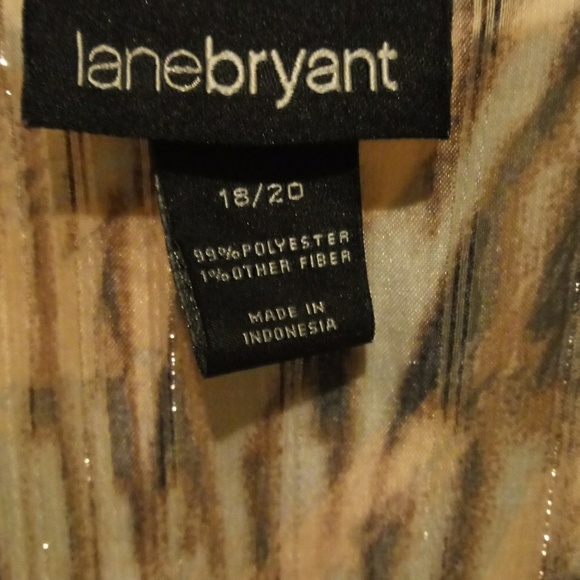 lanebryant
18/20
99%POLYESTER
1%OTHER FIBER
MADE IN
INDONESIA